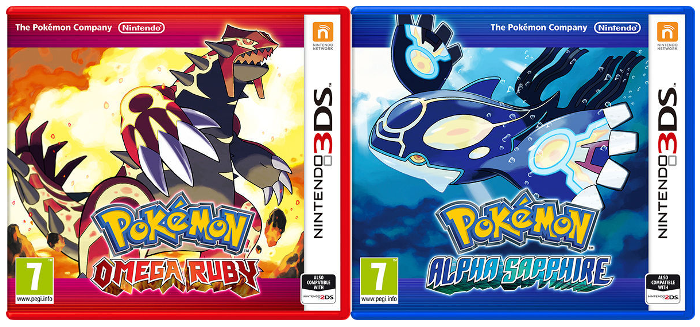 The Pokémon Company
Nintendo
NINTENDO
NETWORK
NINTENDO 3DS
POKéMON
OMEGA RUBY
7
www.pegi.info
ALSO
COMPATIBLE
WITH
NINTENDO 2DS
The Pokémon Company
Nintendo
NINTENDO
NETWORK
NINTENDO 3DS
POKéMON
ALPHA SAPPHIRE
7
www.pegi.info
ALSO
COMPATIBLE
WITH
NINTENDO 2DS